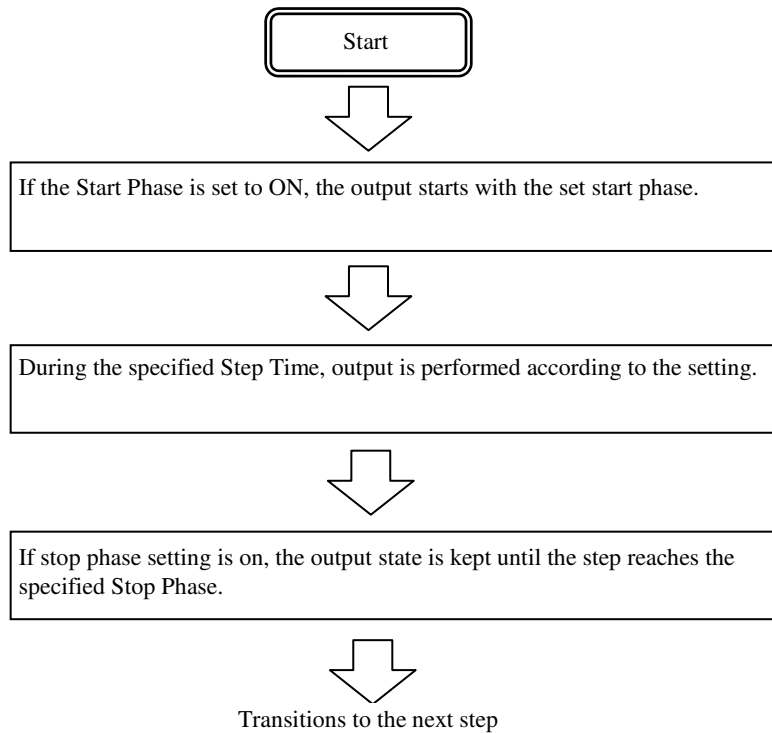 Start
If the Start Phase is set to ON, the output starts with the set start phase.
During the specified Step Time, output is performed according to the setting.
If stop phase setting is on, the output state is kept until the step reaches the
specified Stop Phase.
Transitions to the next step